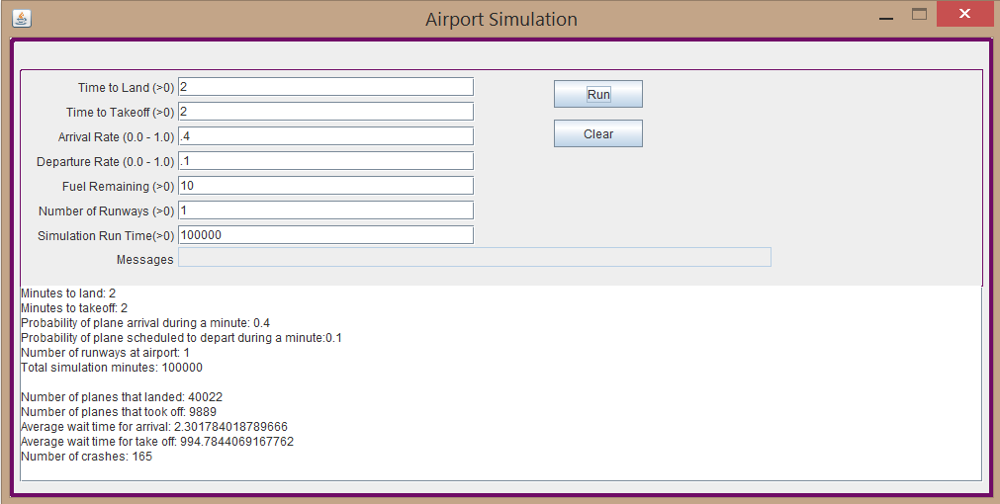 Airport Simulation
Time to Land (>0) 2
Run
Time to Takeoff (>0) 2
Arrival Rate (0.0 - 1.0) .4
Clear
Departure Rate (0.0 - 1.0) .1
Fuel Remaining (>0) 10
Number of Runways (>0) 1
Simulation Run Time(>0) 100000
Messages
Minutes to land: 2
Minutes to takeoff: 2
Probability of plane arrival during a minute: 0.4
Probability of plane scheduled to depart during a minute:0.1
Number of runways at airport: 1
Total simulation minutes: 100000
Number of planes that landed: 40022
Number of planes that took off: 9889
Average wait time for arrival: 2.301784018789666
Average wait time for take off: 994.7844069167762
Number of crashes: 165